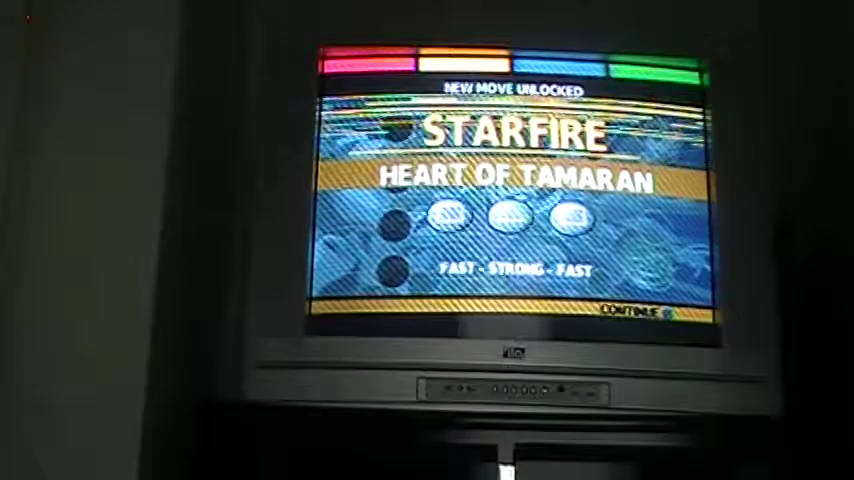 NEW MOVE UNLOCKED
STARFIRE
HEART OF TAMARAN
FAST - STRONG - FAST
CONTINUE